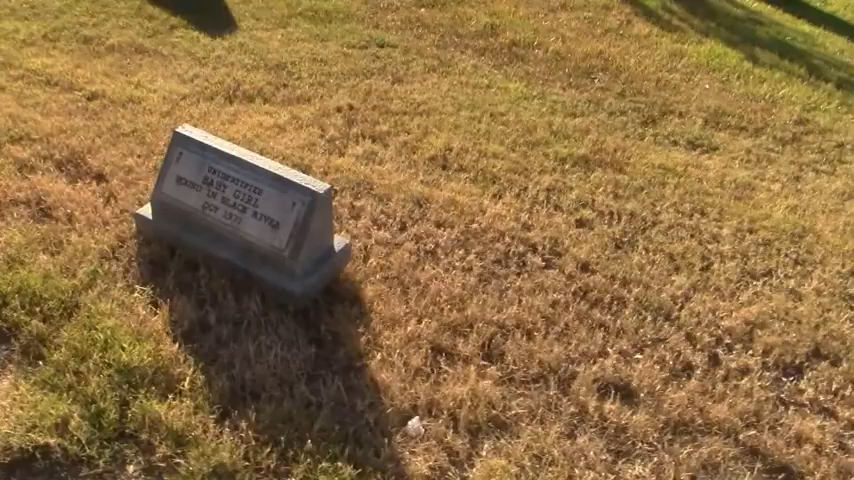 UNIDENTIFIED
BABY GIRL
FOUND IN BLACK RIVER
OCT 1977